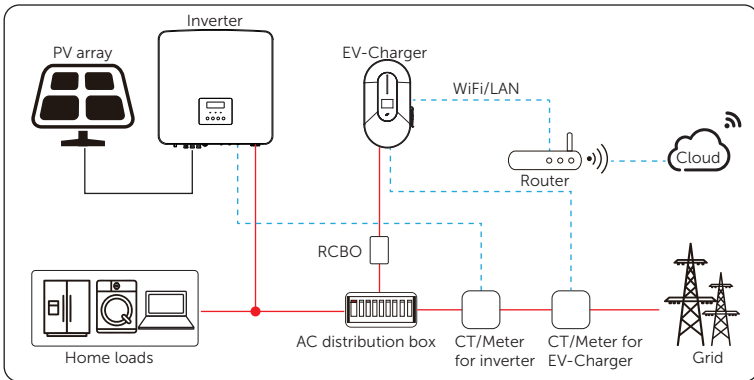 Inverter
PV array
EV-Charger
WiFi/LAN
Cloud
Router
RCBO
Home loads
AC distribution box
CT/Meter
for inverter
CT/Meter for
EV-Charger
Grid